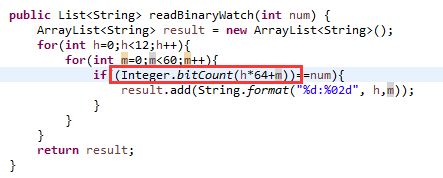 public List<String> readBinaryWatch(int num) {
    ArrayList<String> result = new ArrayList<String>();
    for(int h=0;h<12;h++){
        for(int m=0;m<60;m++){
            if (Integer.bitCount(h*64+m))==num){
                result.add(String.format("%d:%02d", h,m));
            }
        }
    }
    return result;
}